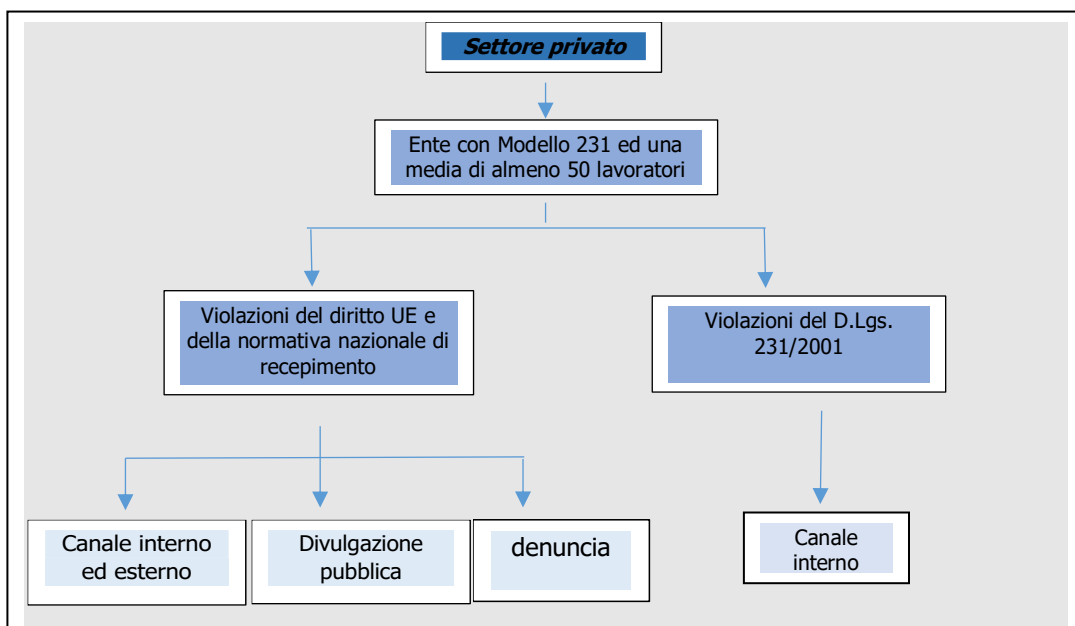 Settore privato
Ente con Modello 231 ed una
media di almeno 50 lavoratori
Violazioni del diritto UE e
della normativa nazionale di
recepimento
Violazioni del D.Lgs.
231/2001
Canale interno
ed esterno
Divulgazione
pubblica
denuncia
Canale
interno